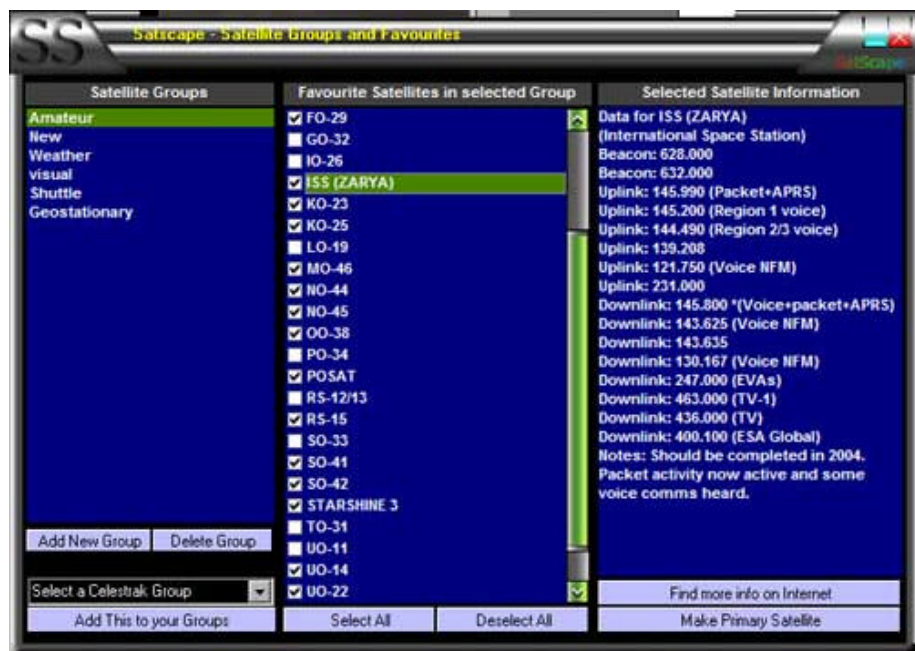 SS
Satscape - Satellite Groups and Favourites
SatScape
Satellite Groups
Amateur
New
Weather
visual
Shuttle
Geostationary
Add New Group
Delete Group
Select a Celestrak Group
Add This to your Groups
Favourite Satellites in selected Group
FO-29
GO-32
IO-26
ISS (ZARYA)
KO-23
KO-25
LO-19
MO-46
NO-44
NO-45
OO-38
PO-34
POSAT
RS-12/13
RS-15
SO-33
SO-41
SO-42
STARSHINE 3
TO-31
UO-11
UO-14
UO-22
Select All
Deselect All
Selected Satellite Information
Data for ISS (ZARYA)
(International Space Station)
Beacon: 628.000
Beacon: 632.000
Uplink: 145.990 (Packet+APRS)
Uplink: 145.200 (Region 1 voice)
Uplink: 144.490 (Region 2/3 voice)
Uplink: 139.208
Uplink: 121.750 (Voice NFM)
Uplink: 231.000
Downlink: 145.800 *(Voice+packet+APRS)
Downlink: 143.625 (Voice NFM)
Downlink: 143.635
Downlink: 130.167 (Voice NFM)
Downlink: 247.000 (EVAs)
Downlink: 463.000 (TV-1)
Downlink: 436.000 (TV)
Downlink: 400.100 (ESA Global)
Notes: Should be completed in 2004.
Packet activity now active and some
voice comms heard.
Find more info on Internet
Make Primary Satellite